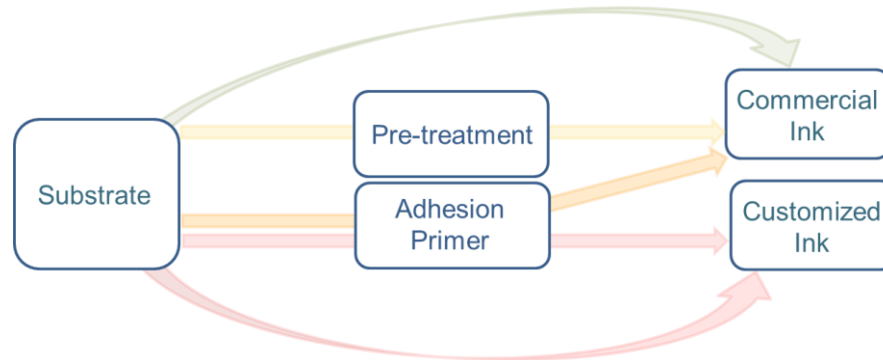 Substrate
Pre-treatment
Adhesion
Primer
Commercial
Ink
Customized
Ink